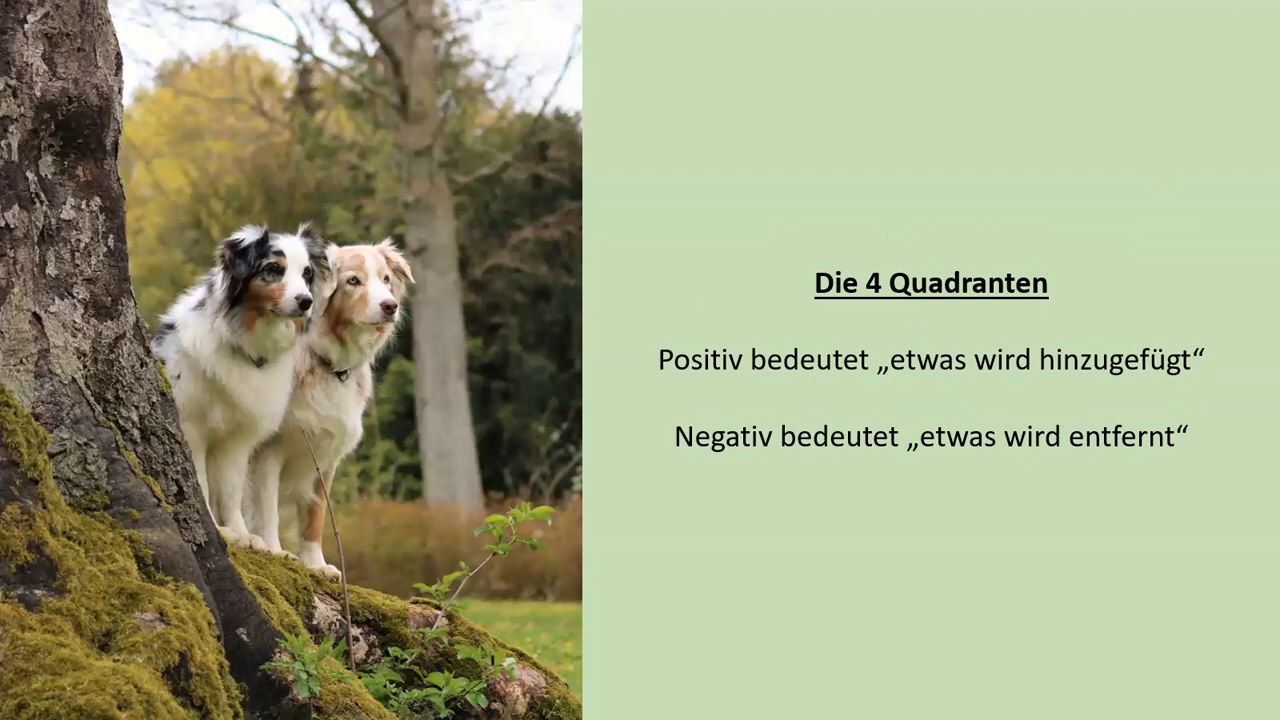 Die 4 Quadranten
Positiv bedeutet „etwas wird hinzugefügt“
Negativ bedeutet „etwas wird entfernt“